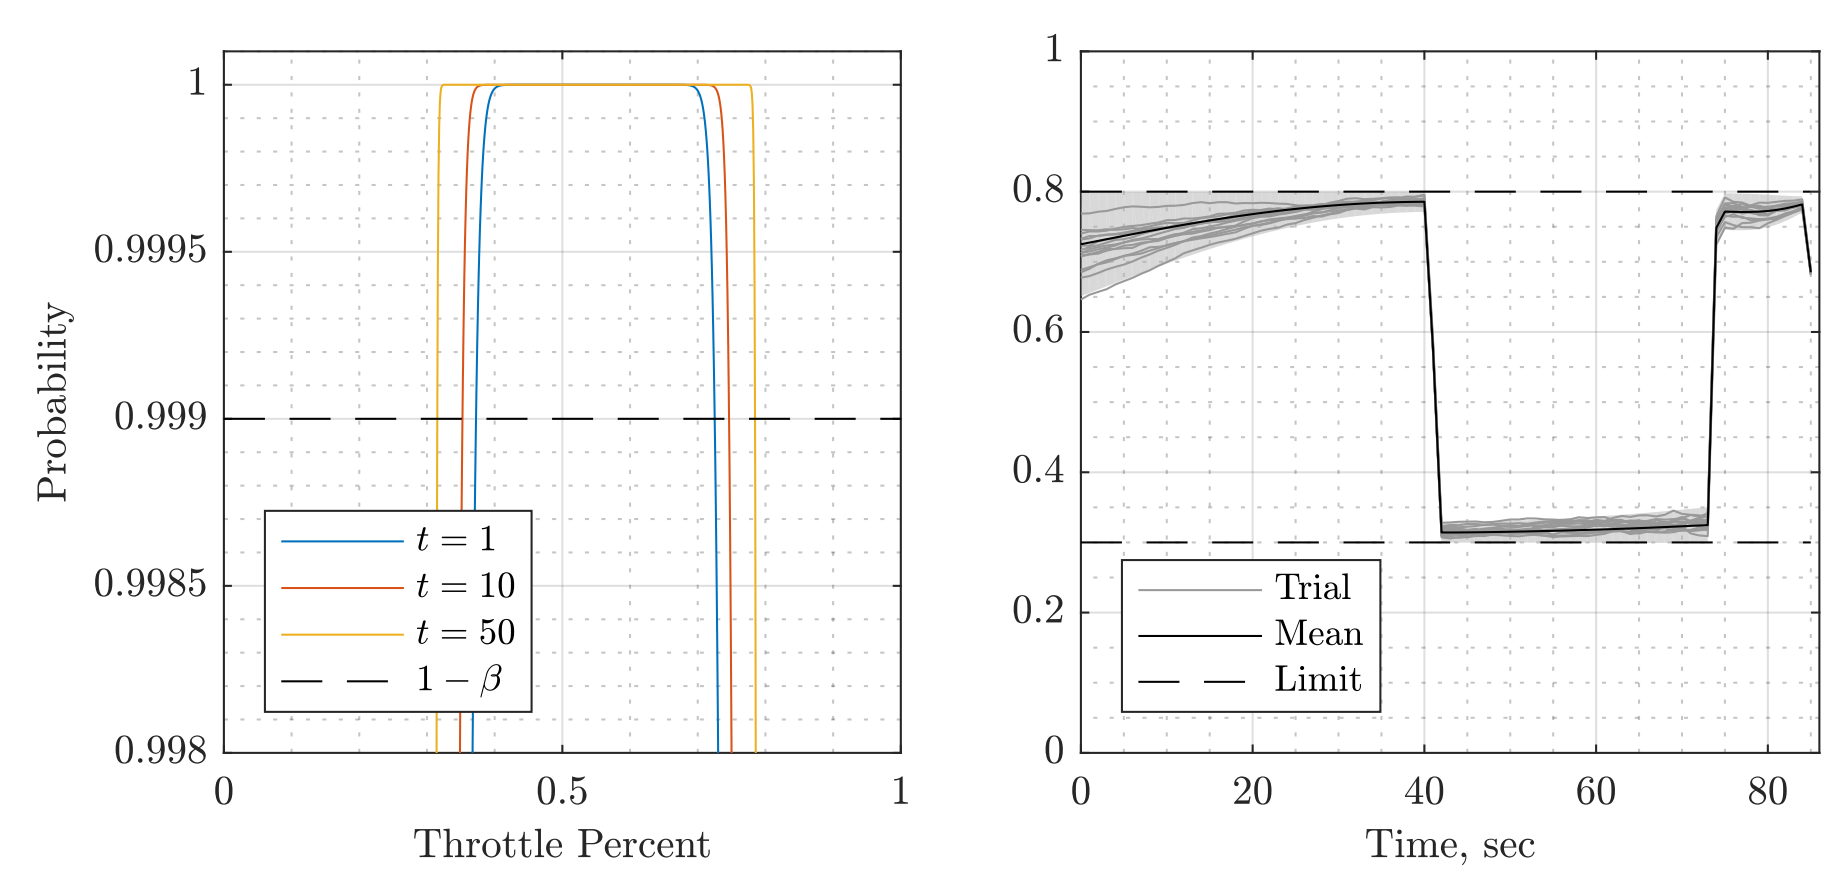 Probability
1
0.9995
0.999
0.9985
0.998
0
0.5
1
Throttle Percent
t = 1
t = 10
t = 50
1 − β
1
0.8
0.6
0.4
0.2
0
0
20
40
60
80
Time, sec
Trial
Mean
Limit